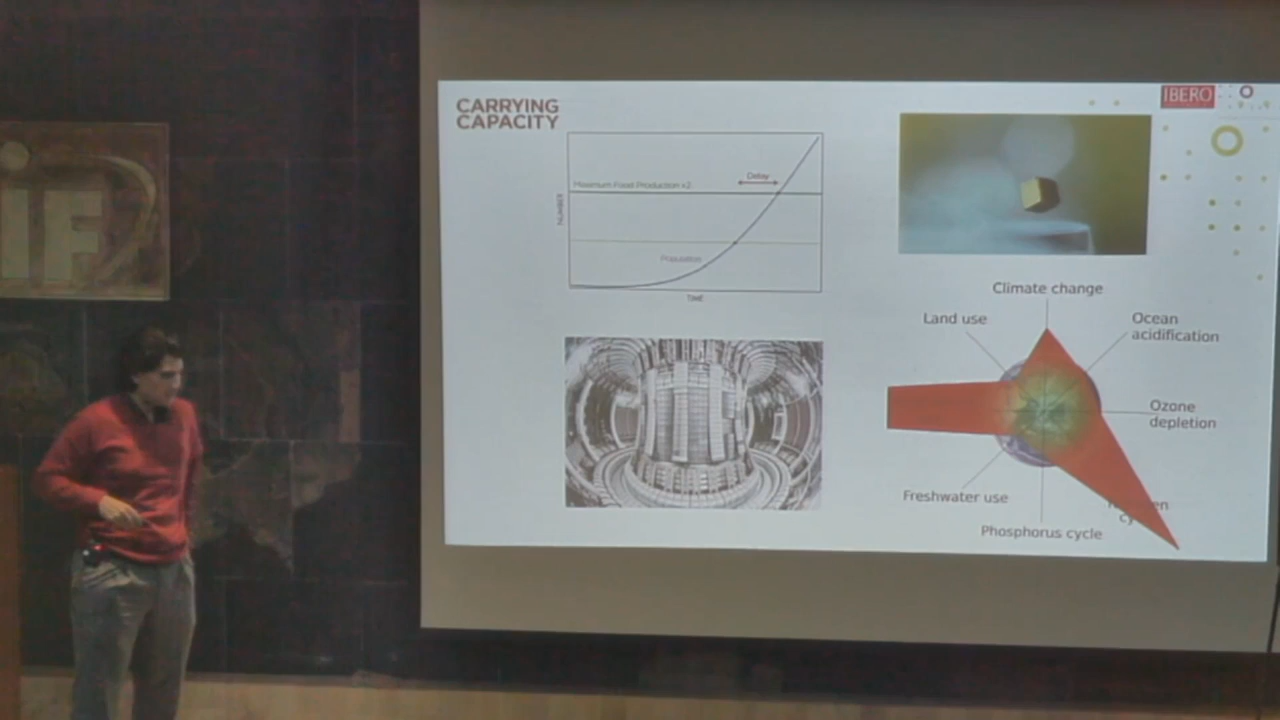 iF
CARRYING
CAPACITY
IBERO
Maximum Food Production x2
Delay
NUMBER
Population
TIME
Climate change
Land use
Ocean
acidification
Ozone
depletion
Freshwater use
Phosphorus cycle